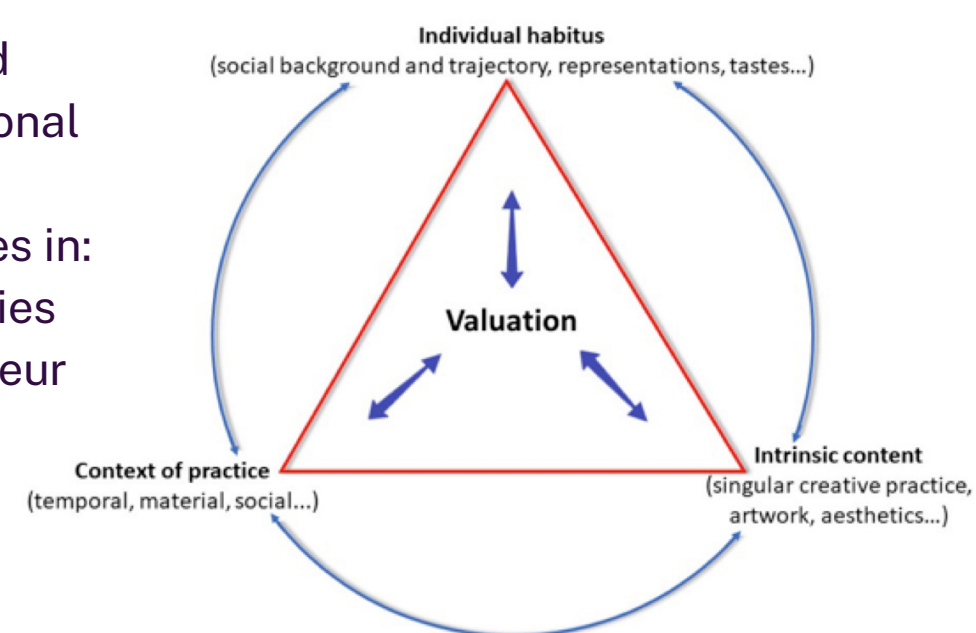 d
onal
es in:
ies
eur
Individual habitus
(social background and trajectory, representations, tastes...)
Valuation
Context of practice
(temporal, material, social...)
Intrinsic content
(singular creative practice,
artwork, aesthetics...)